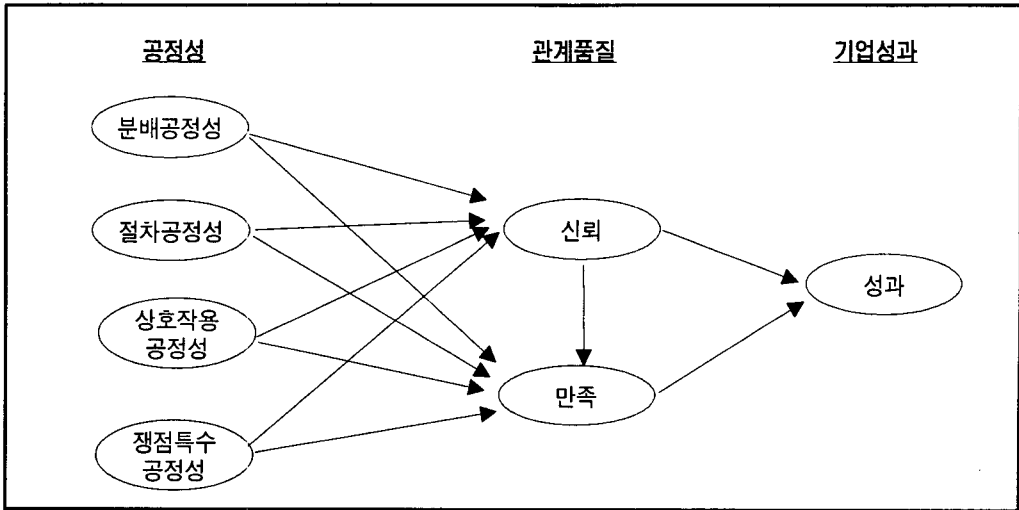 공정성
관계품질
기업성과
분배공정성
절차공정성
상호작용
공정성
쟁점특수
공정성
신뢰
만족
성과